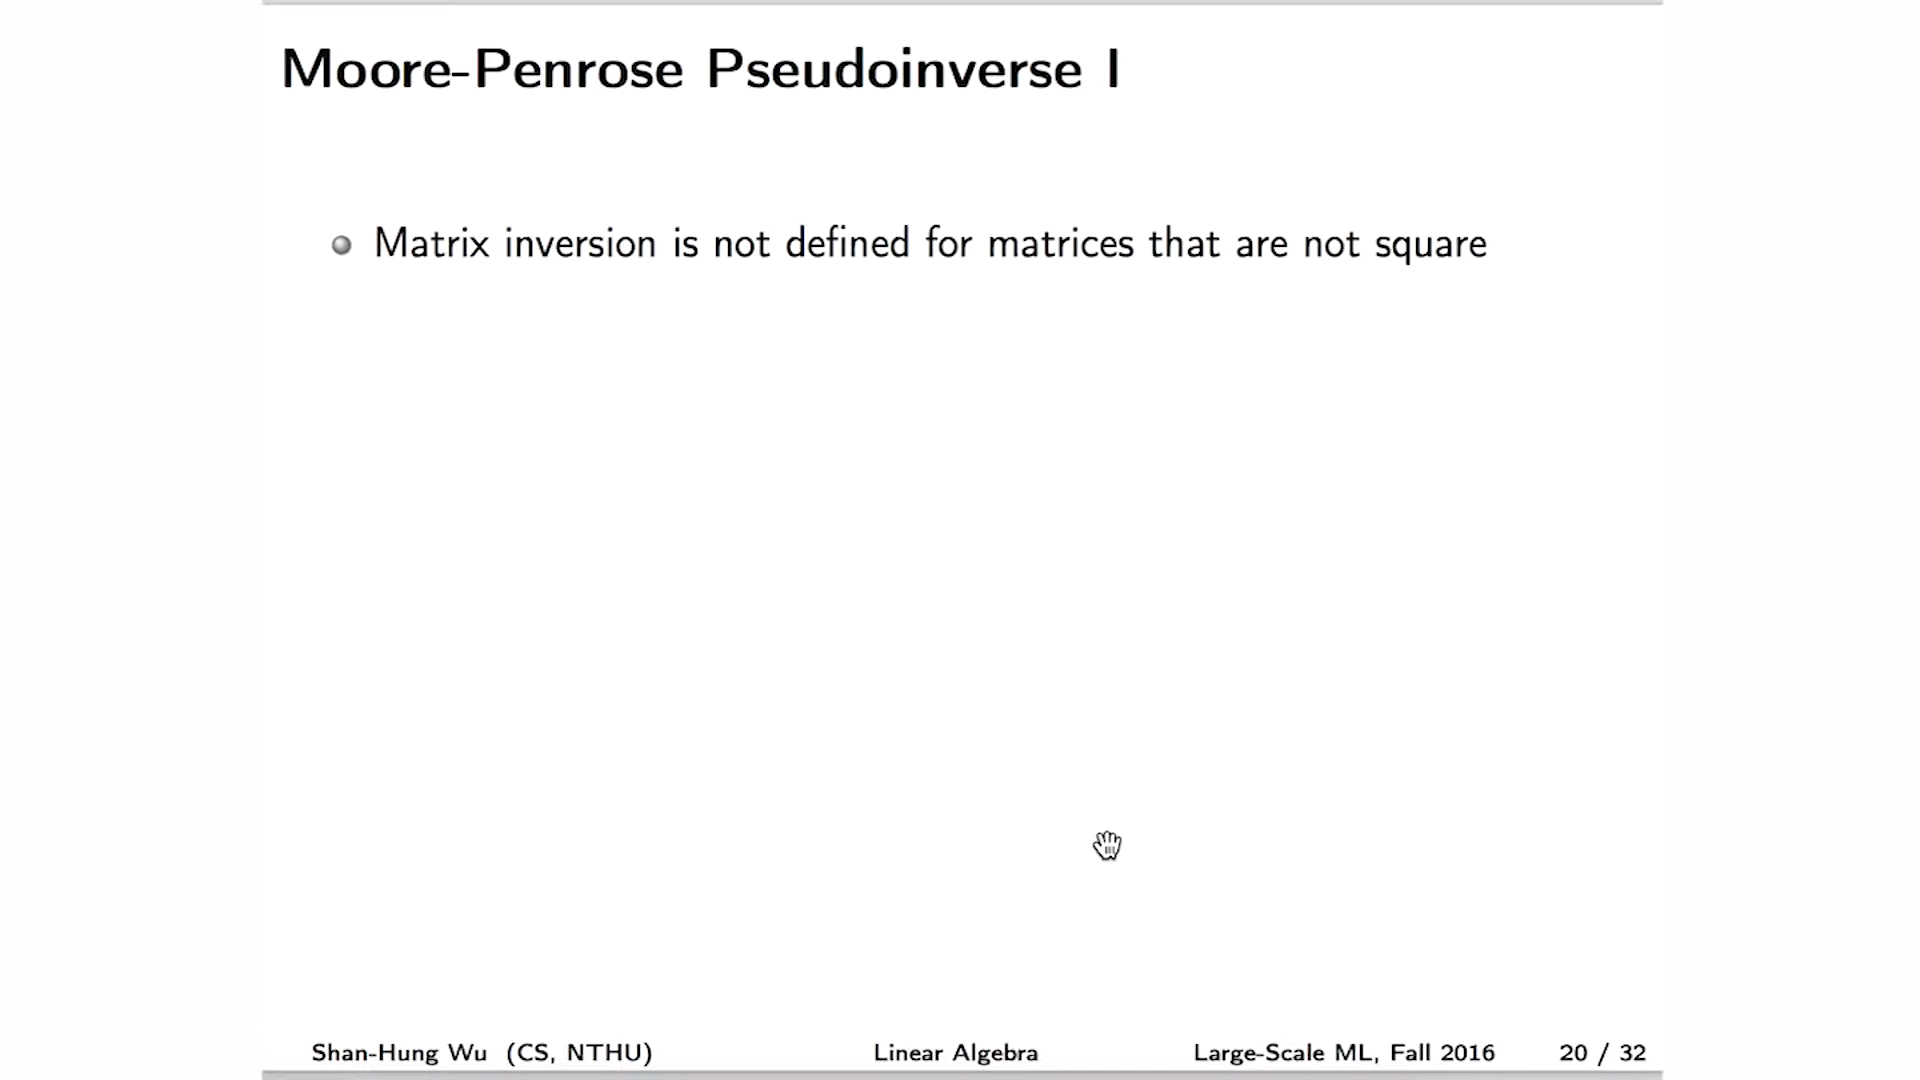 Moore-Penrose Pseudoinverse I
Matrix inversion is not defined for matrices that are not square
Shan-Hung Wu (CS, NTHU) Linear Algebra Large-Scale ML, Fall 2016 20 / 32